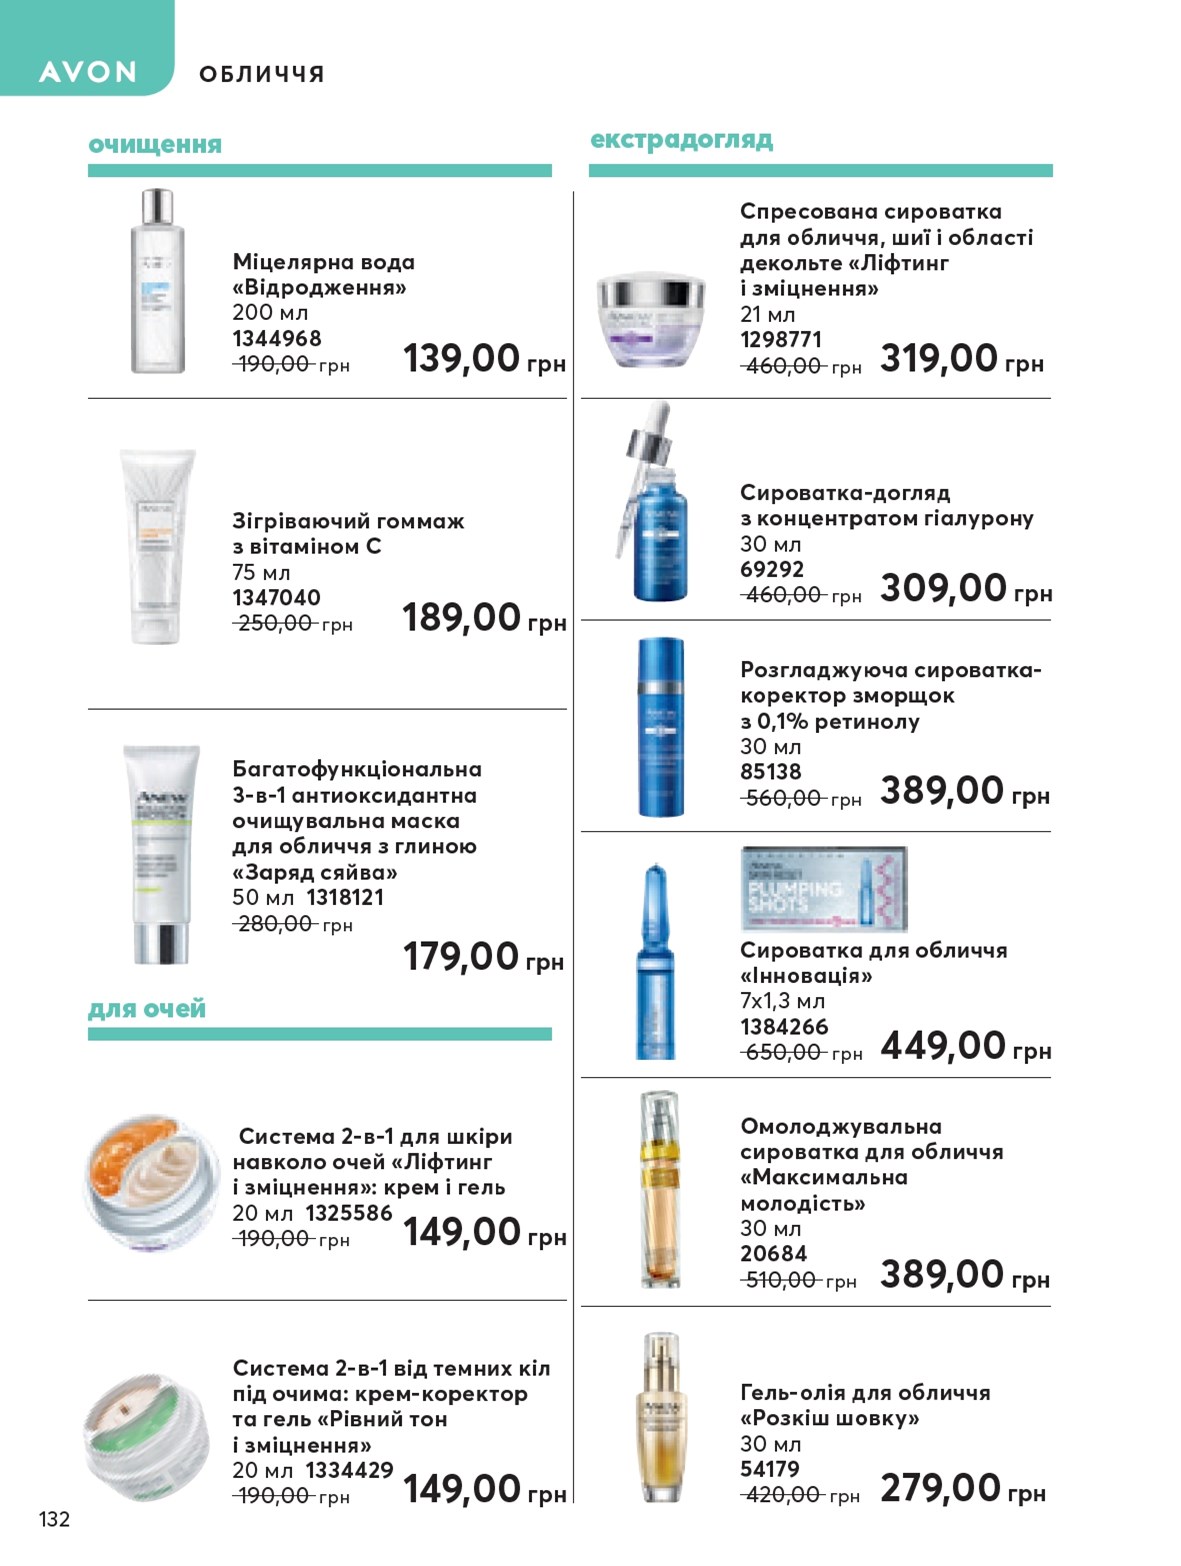 AVON
ОБЛИЧЧЯ
очищення
Міцелярна вода
«Відродження»
200 мл
1344968
190,00 грн
139,00 грн
Зігріваючий гоммаж
з вітаміном С
75 мл
1347040
250,00 грн
189,00 грн
ANEW
POLLUTION
PROTECT+
Багатофункціональна
3-в-1 антиоксидантна
очищувальна маска
для обличчя з глиною
«Заряд сяйва»
50 мл 1318121
280,00 грн
179,00 грн
для очей
Система 2-в-1 для шкіри
навколо очей «Ліфтинг
і зміцнення»: крем і гель
20 мл 1325586
190,00 грн
149,00 грн
Система 2-в-1 від темних кіл
під очима: крем-коректор
та гель «Рівний тон
і зміцнення»
20 мл 1334429
190,00 грн
149,00 грн
екстрадогляд
ANEW
Спресована сироватка
для обличчя, шиї і області
декольте «Ліфтинг
і зміцнення»
21 мл
1298771
460,00 грн
319,00 грн
Сироватка-догляд
з концентратом гіалурону
30 мл
69292
460,00 грн
309,00 грн
Розгладжуюча сироватка-
коректор зморщок
з 0,1% ретинолу
30 мл
85138
560,00 грн
389,00 грн
ANEW
SKIN RESET
PLUMPING
SHOTS
Сироватка для обличчя
«Інновація»
7х1,3 мл
1384266
650,00 грн
449,00 грн
Омолоджувальна
сироватка для обличчя
«Максимальна
молодість»
30 мл
20684
510,00 грн
389,00 грн
Гель-олія для обличчя
«Розкіш шовку»
30 мл
54179
420,00 грн
279,00 грн
132